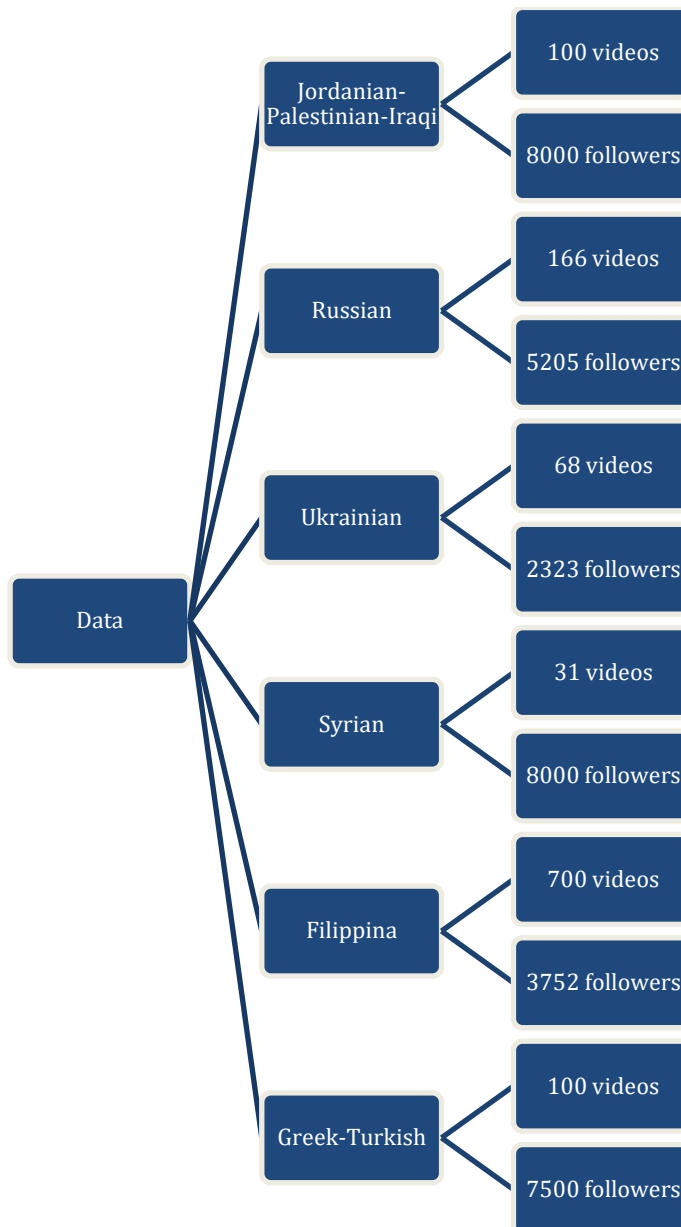 Data
Jordanian-
Palestinian-Iraqi
100 videos
8000 followers
Russian
166 videos
5205 followers
Ukrainian
68 videos
2323 followers
Syrian
31 videos
8000 followers
Filippina
700 videos
3752 followers
Greek-Turkish
100 videos
7500 followers